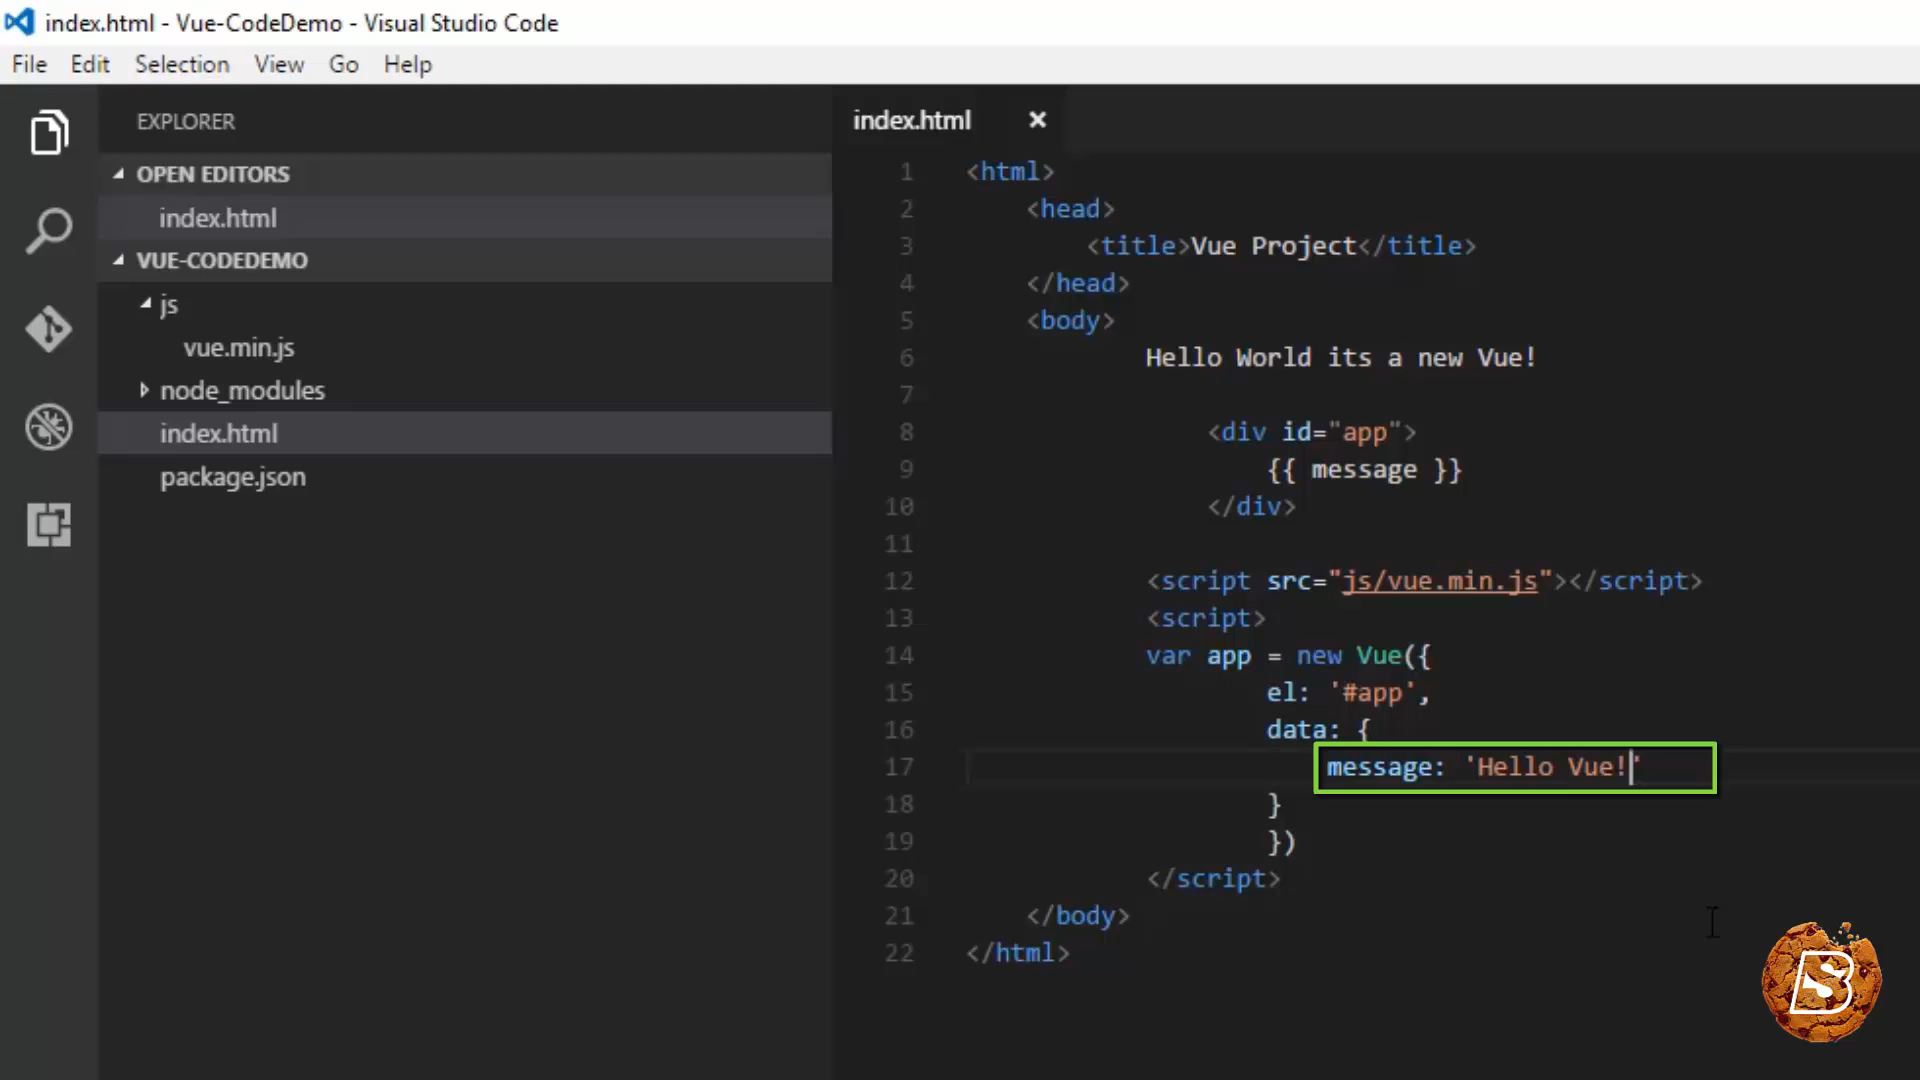 index.html - Vue-CodeDemo - Visual Studio Code
File Edit Selection View Go Help
EXPLORER
OPEN EDITORS
index.html
VUE-CODEDEMO
js
vue.min.js
node_modules
index.html
package.json
index.html ×
1 <html>
2 <head>
3 <title>Vue Project</title>
4 </head>
5 <body>
6 Hello World its a new Vue!
7
8 <div id="app">
9 {{ message }}
10 </div>
11
12 <script src="js/vue.min.js"></script>
13 <script>
14 var app = new Vue({
15 el: '#app',
16 data: {
17 message: 'Hello Vue!'
18 }
19 })
20 </script>
21 </body>
22 </html>
B